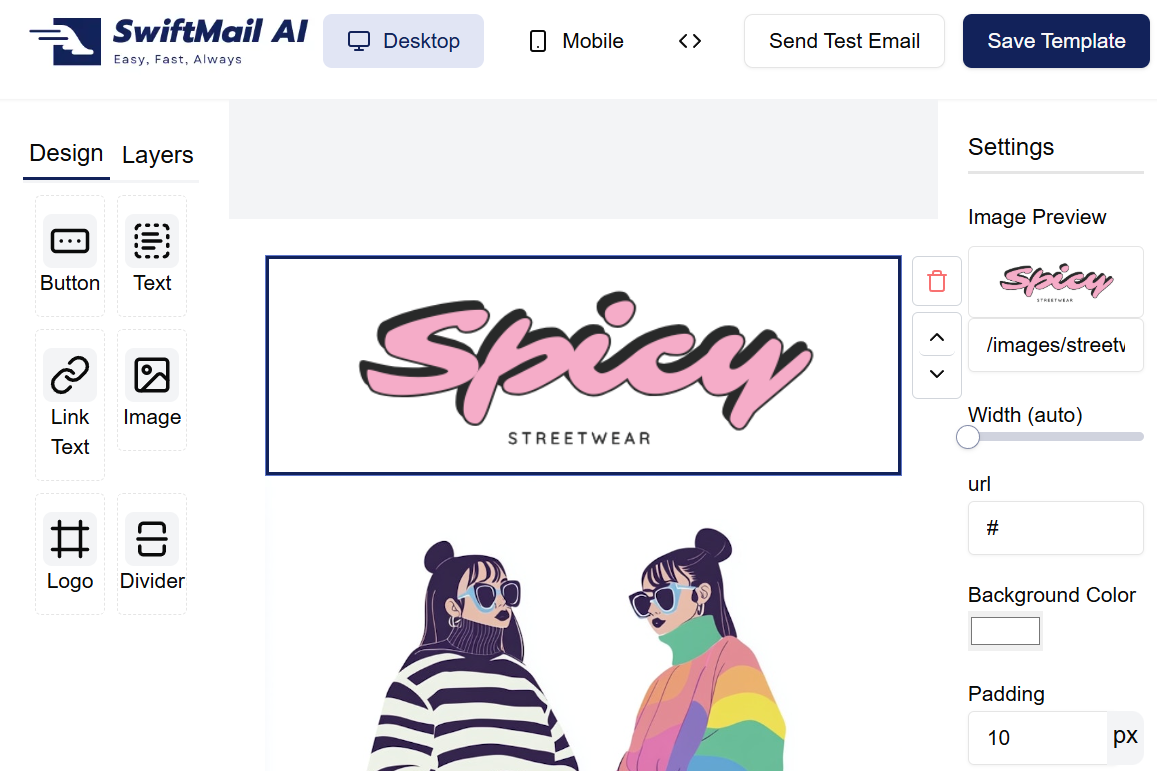 SwiftMail AI
Easy, Fast, Always
Desktop
Mobile
Send Test Email
Save Template
Design
Layers
Button
Text
Link
Text
Image
Logo
Divider
Spicy
STREETWEAR
Settings
Image Preview
Spicy
STREETWEAR
/images/streetw
Width (auto)
url
#
Background Color
Padding
10
px